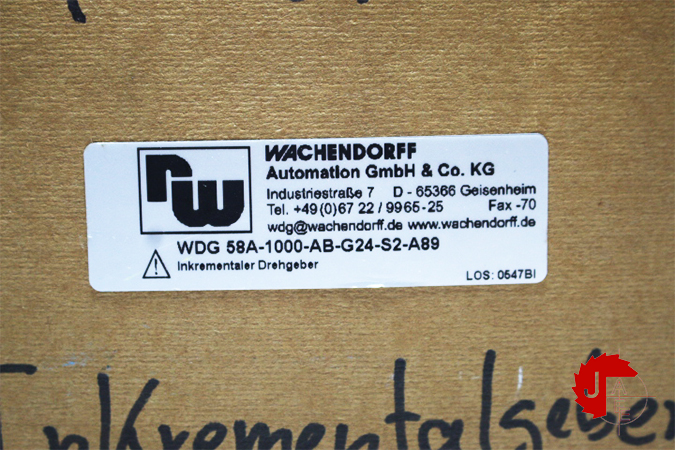 WACHENDORFF
Automation GmbH & Co. KG
Industriestraße 7 D - 65366 Geisenheim
Tel. +49(0)67 22 / 9965-25 Fax -70
wdg@wachendorff.de www.wachendorff.de
WDG 58A-1000-AB-G24-S2-A89
Inkrementaler Drehgeber
LOS: 0547BI
Inkrementalgeber